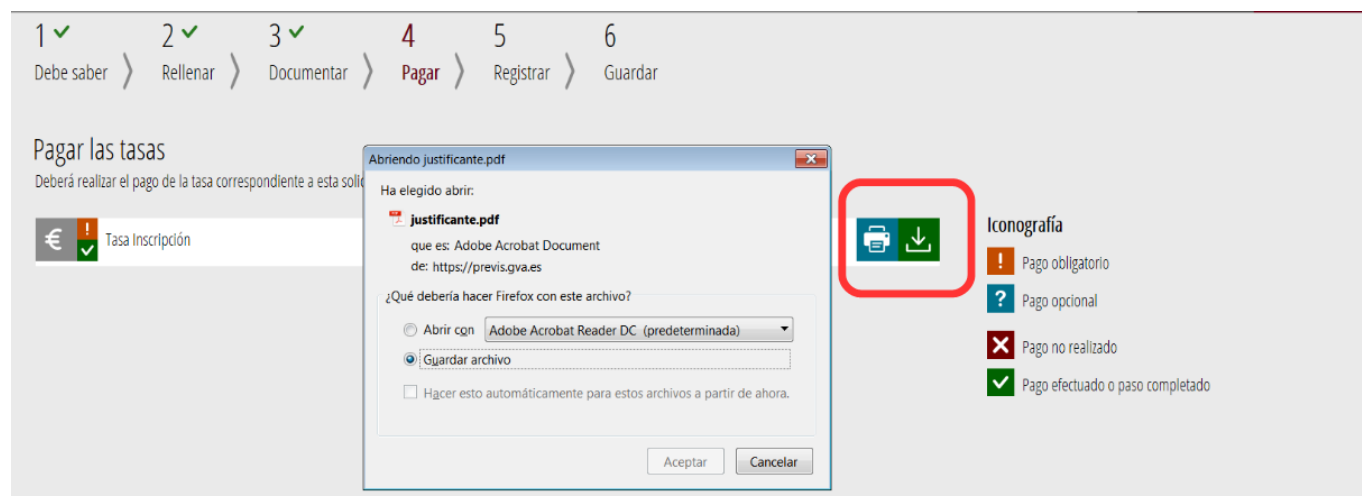 1 2 3 4 5 6
Debe saber Rellenar Documentar Pagar Registrar Guardar
Pagar las tasas
Deberá realizar el pago de la tasa correspondiente a esta soli
€ ! Tasa Inscripción
Abriendo justificante.pdf
Ha elegido abrir:
justificante.pdf
que es: Adobe Acrobat Document
de: https://previs.gva.es
¿Qué debería hacer Firefox con este archivo?
Abrir con Adobe Acrobat Reader DC (predeterminada)
Guardar archivo
Hacer esto automáticamente para estos archivos a partir de ahora.
Aceptar Cancelar
Iconografía
! Pago obligatorio
? Pago opcional
Pago no realizado
Pago efectuado o paso completado